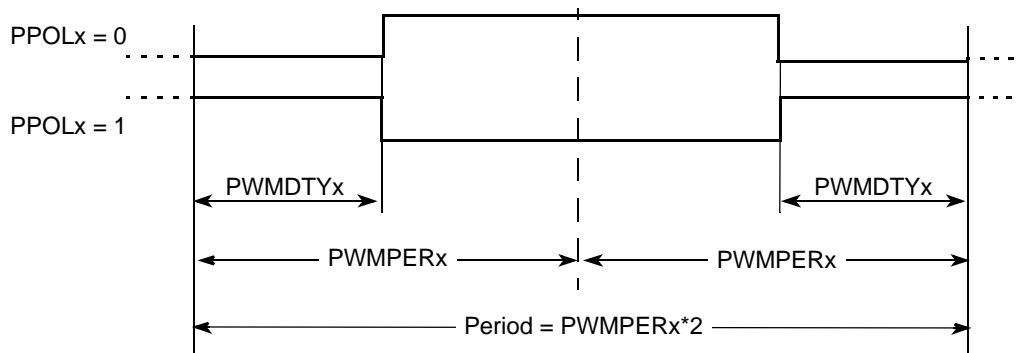 PPOLx = 0
PPOLx = 1
PWMDTYx
PWMDTYx
PWMPERx
PWMPERx
Period = PWMPERx*2